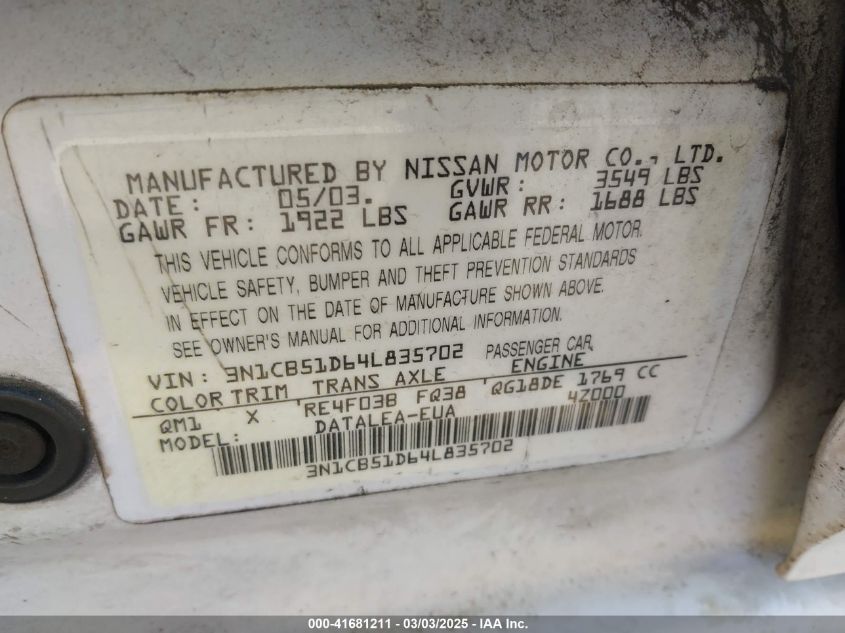 MANUFACTURED BY NISSAN MOTOR CO., LTD.
DATE: 05/03. GVWR: 3549 LBS
GAWR FR: 1922 LBS GAWR RR: 1688 LBS
THIS VEHICLE CONFORMS TO ALL APPLICABLE FEDERAL MOTOR
VEHICLE SAFETY, BUMPER AND THEFT PREVENTION STANDARDS
IN EFFECT ON THE DATE OF MANUFACTURE SHOWN ABOVE.
SEE OWNER'S MANUAL FOR ADDITIONAL INFORMATION.
VIN: 3N1CB51D64L835702 PASSENGER CAR
COLOR TRIM TRANS AXLE ENGINE
QM1 X RE4F03B FQ38 QG18DE 1769 CC
MODEL: DATALEA-EUA 4Z000
3N1CB51D64L835702
000-41681211 - 03/03/2025 - IAA Inc.